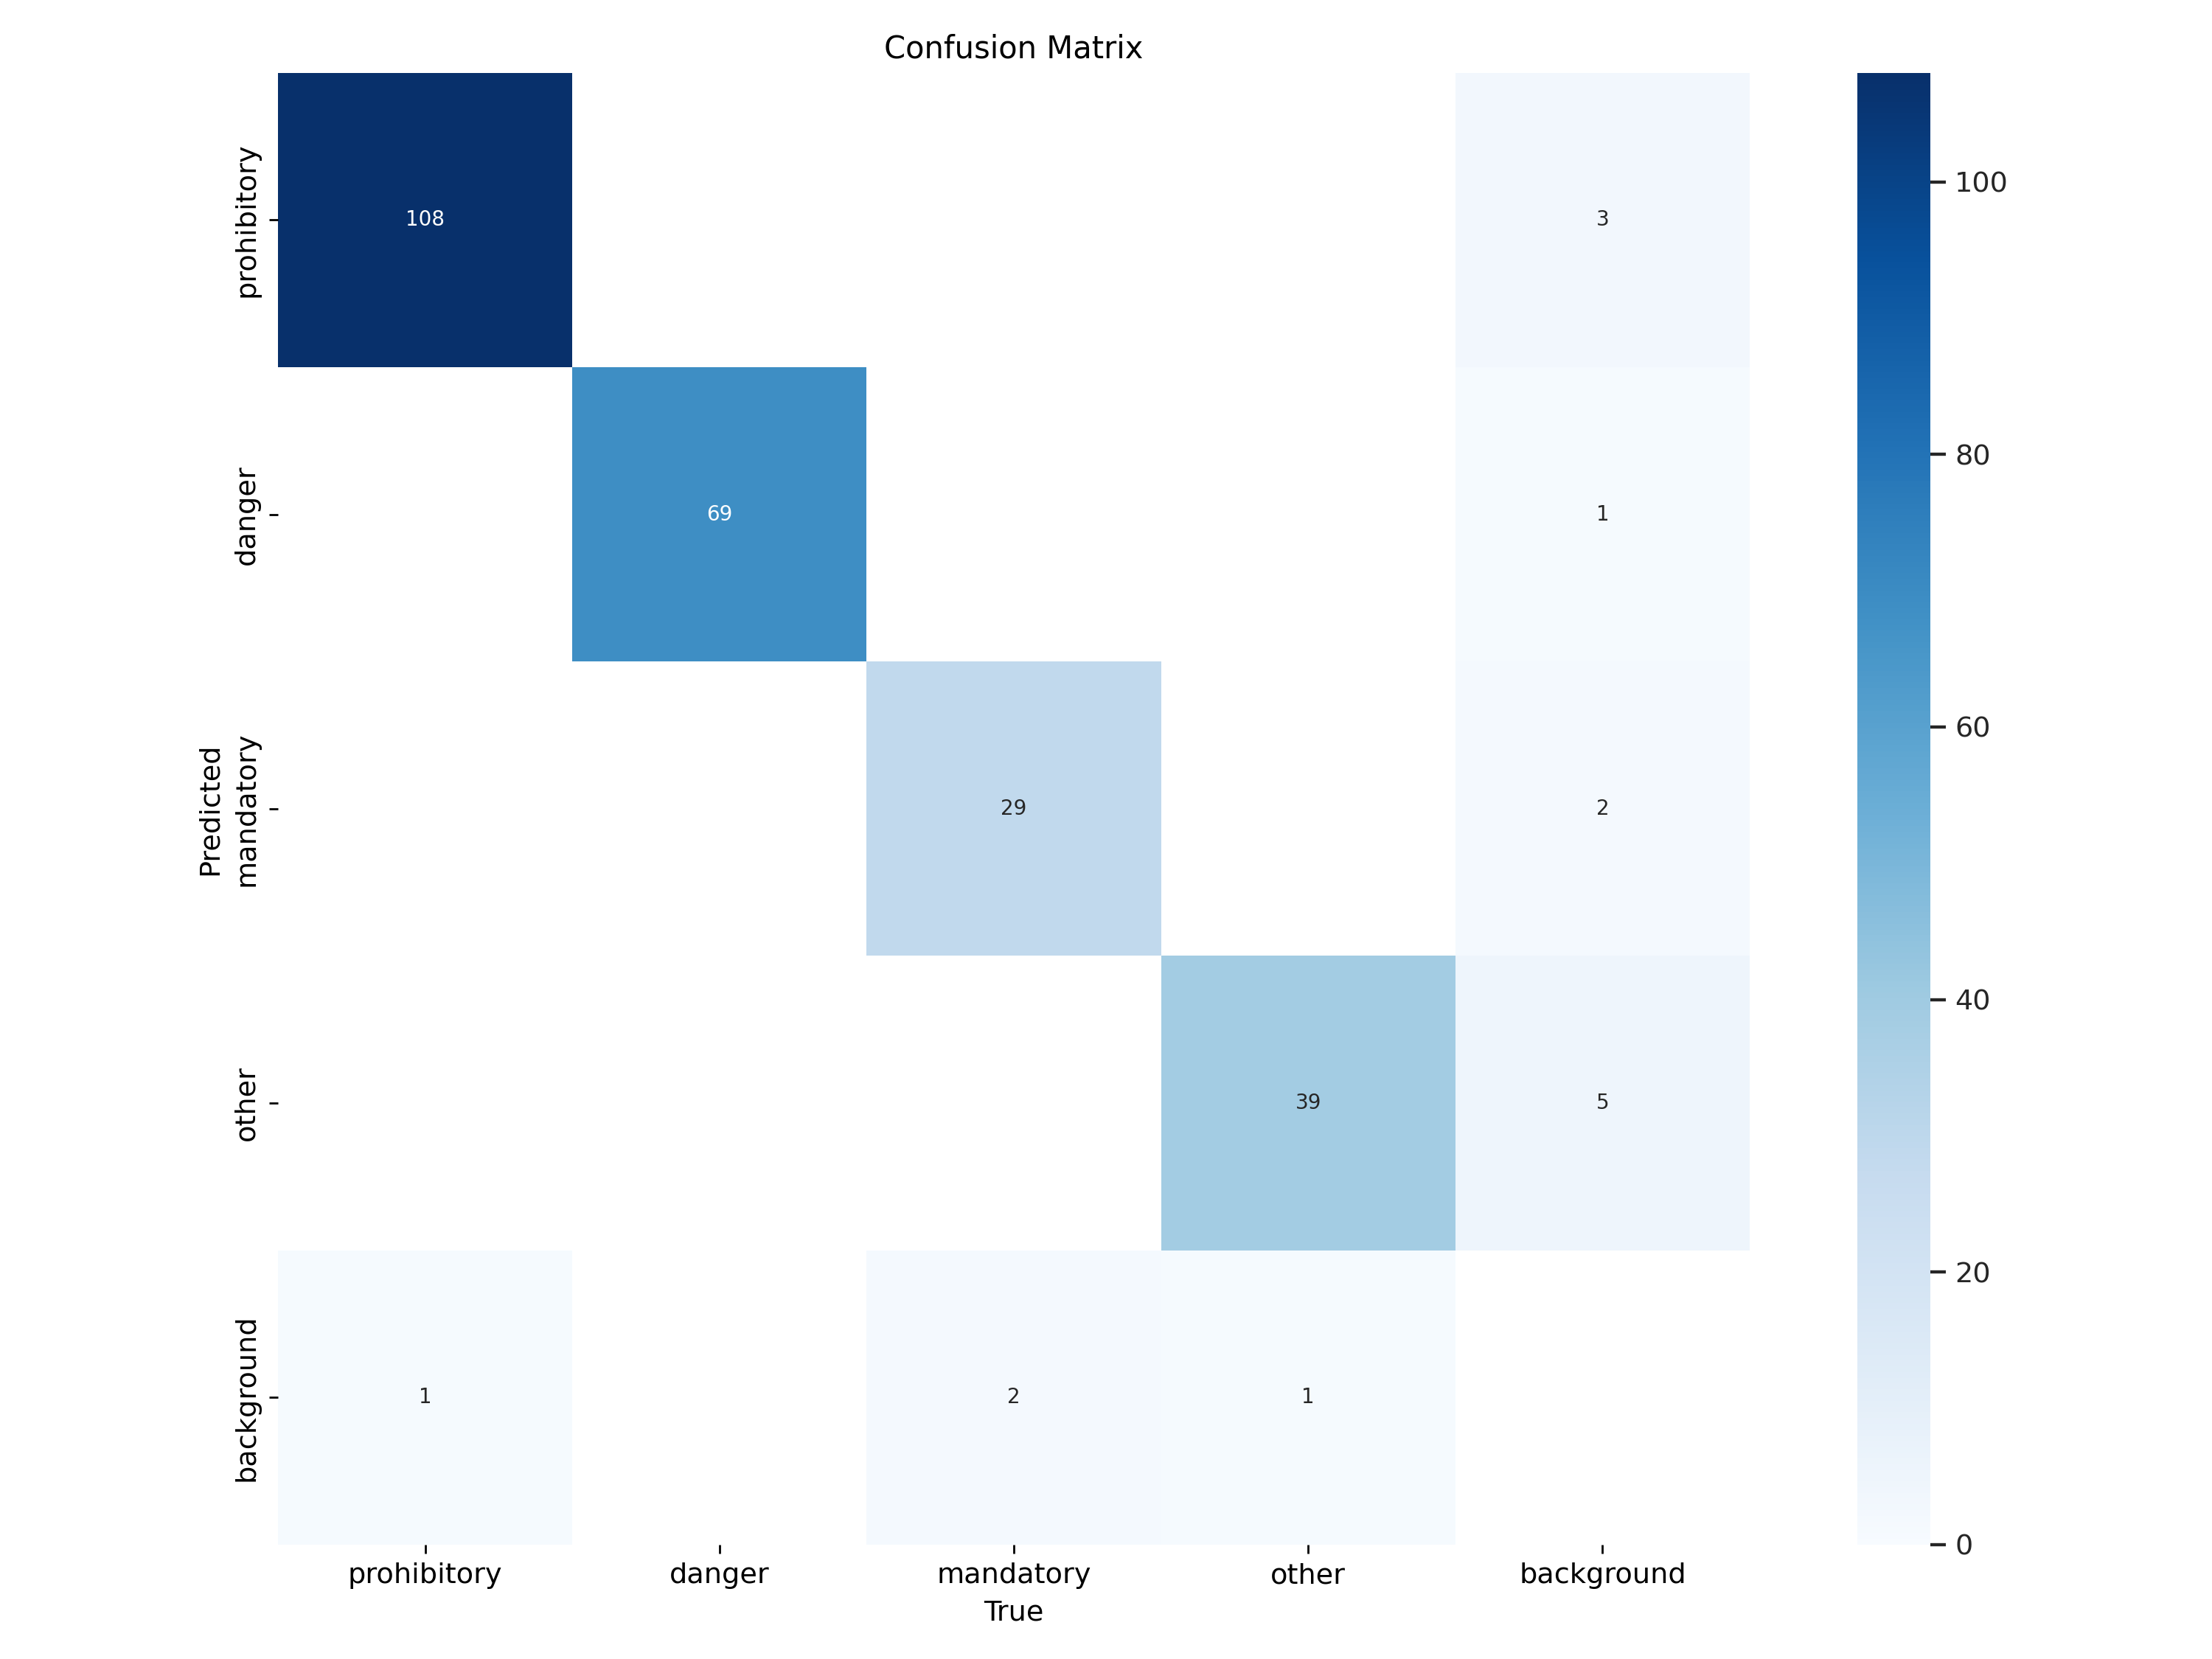 Confusion Matrix
prohibitory
108
3
100
danger
69
1
80
Predicted
mandatory
29
2
60
other
39
5
40
background
1
2
1
20
0
prohibitory
danger
mandatory
other
background
True